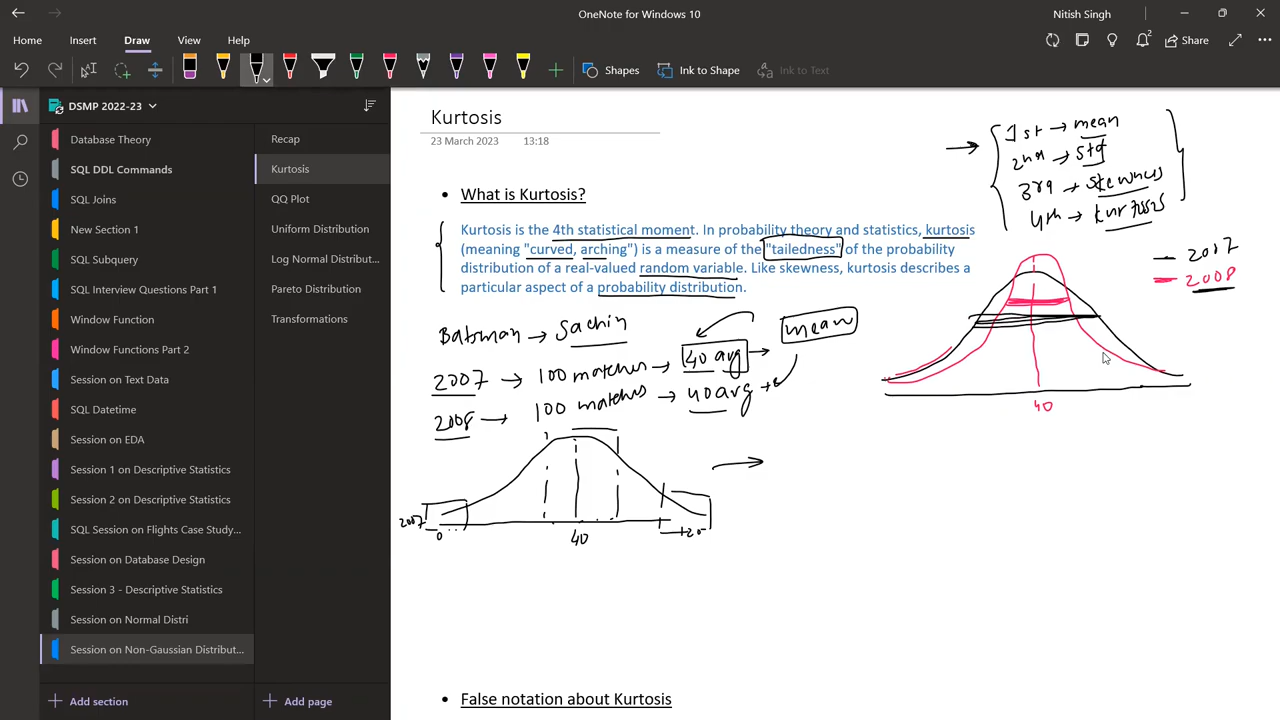 OneNote for Windows 10
Nitish Singh
Home
Insert
Draw
View
Help
Share
Shapes
Ink to Shape
Ink to Text
DSMP 2022-23
Database Theory
SQL DDL Commands
SQL Joins
New Section 1
SQL Subquery
SQL Interview Questions Part 1
Window Function
Window Functions Part 2
Session on Text Data
SQL Datetime
Session on EDA
Session 1 on Descriptive Statistics
Session 2 on Descriptive Statistics
SQL Session on Flights Case Study...
Session on Database Design
Session 3 - Descriptive Statistics
Session on Normal Distri
Session on Non-Gaussian Distribut...
Add section
Recap
Kurtosis
QQ Plot
Uniform Distribution
Log Normal Distribut...
Pareto Distribution
Transformations
Add page
Kurtosis
23 March 2023 13:18
1st → mean
2nd → std
3rd → skewness
4th → kurtosis
• What is Kurtosis?
Kurtosis is the 4th statistical moment. In probability theory and statistics, kurtosis
(meaning "curved, arching") is a measure of the "tailedness" of the probability
distribution of a real-valued random variable. Like skewness, kurtosis describes a
particular aspect of a probability distribution.
2007
2008
40
Batsman → Sachin
mean
2007 → 100 matches → 40 avg →
2008 → 100 matches → 40 avg
2007
0
40
120
• False notation about Kurtosis